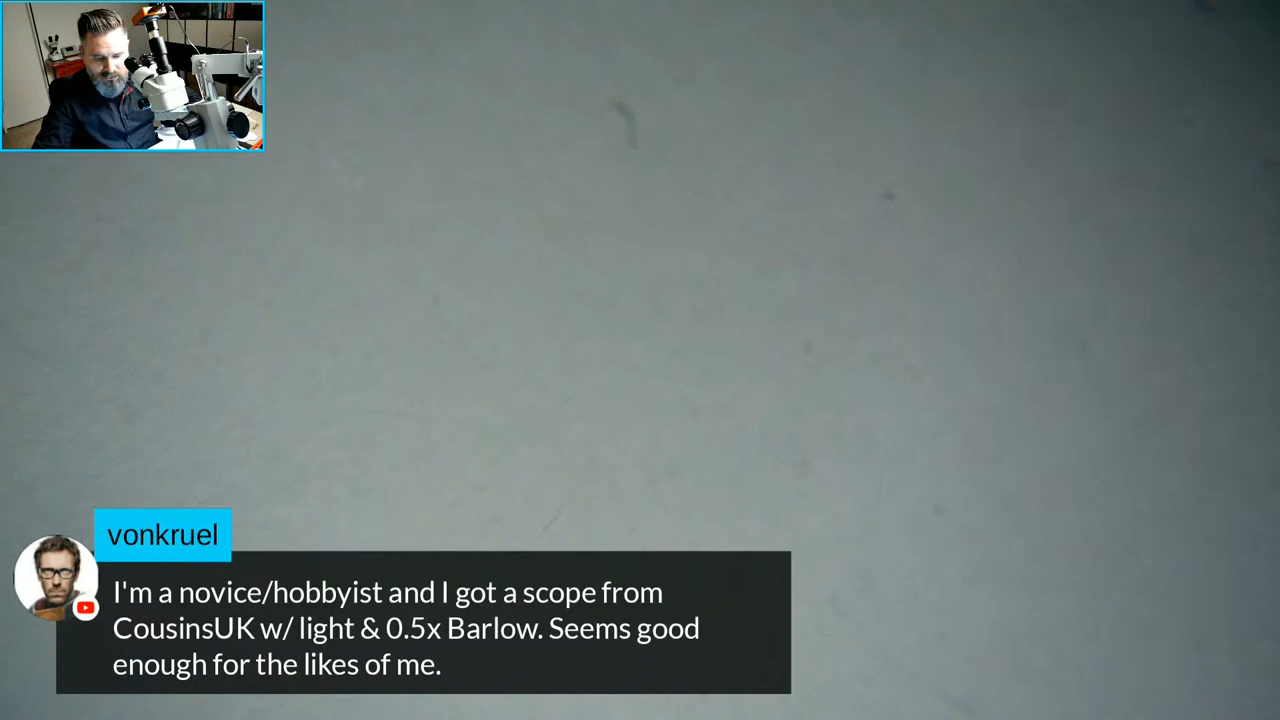 vonkruel
I'm a novice/hobbyist and I got a scope from
CousinsUK w/ light & 0.5x Barlow. Seems good
enough for the likes of me.